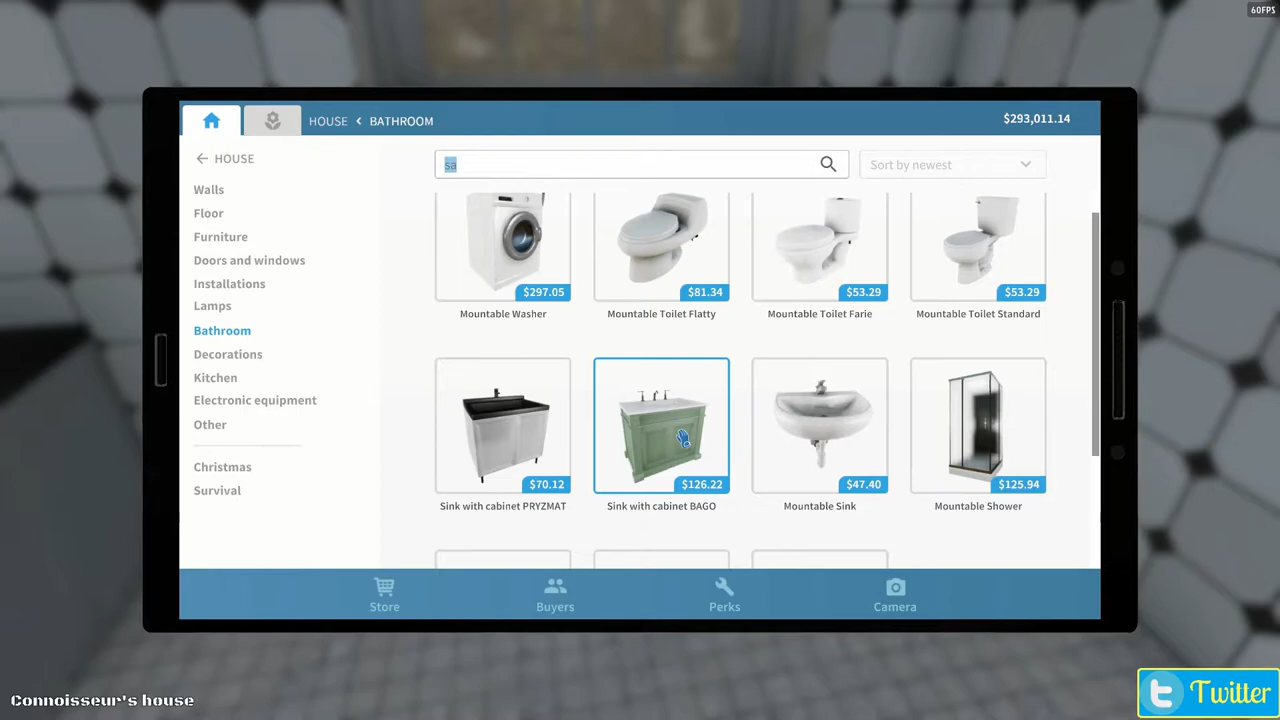 60FPS
HOUSE < BATHROOM
$293,011.14
HOUSE
sa
Sort by newest
Walls
Floor
Furniture
Doors and windows
Installations
Lamps
Bathroom
Decorations
Kitchen
Electronic equipment
Other
Christmas
Survival
$297.05
$81.34
$53.29
$53.29
Mountable Washer
Mountable Toilet Flatty
Mountable Toilet Farie
Mountable Toilet Standard
$70.12
$126.22
$47.40
$125.94
Sink with cabinet PRYZMAT
Sink with cabinet BAGO
Mountable Sink
Mountable Shower
Store
Buyers
Perks
Camera
Connoisseur's house
Twitter